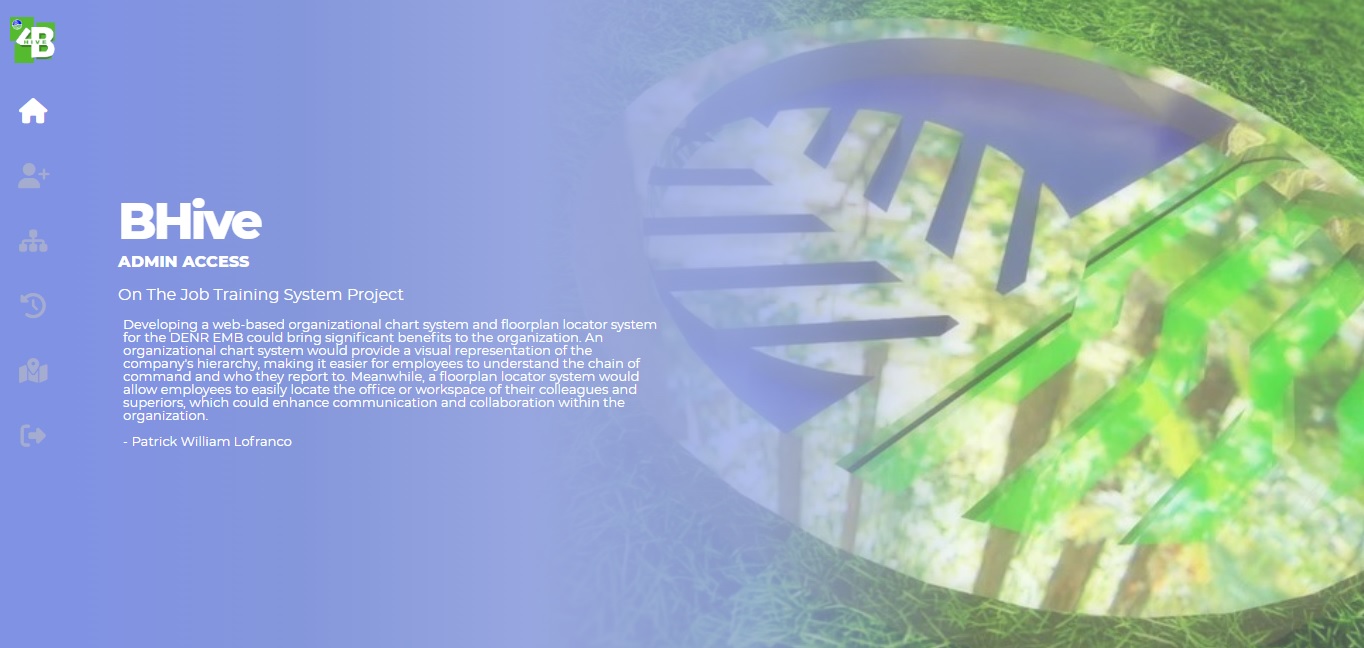 4B
HIVE
BHive
ADMIN ACCESS
On The Job Training System Project
Developing a web-based organizational chart system and floorplan locator system
for the DENR EMB could bring significant benefits to the organization. An
organizational chart system would provide a visual representation of the
company's hierarchy, making it easier for employees to understand the chain of
command and who they report to. Meanwhile, a floorplan locator system would
allow employees to easily locate the office or workspace of their colleagues and
superiors, which could enhance communication and collaboration within the
organization.
- Patrick William Lofranco